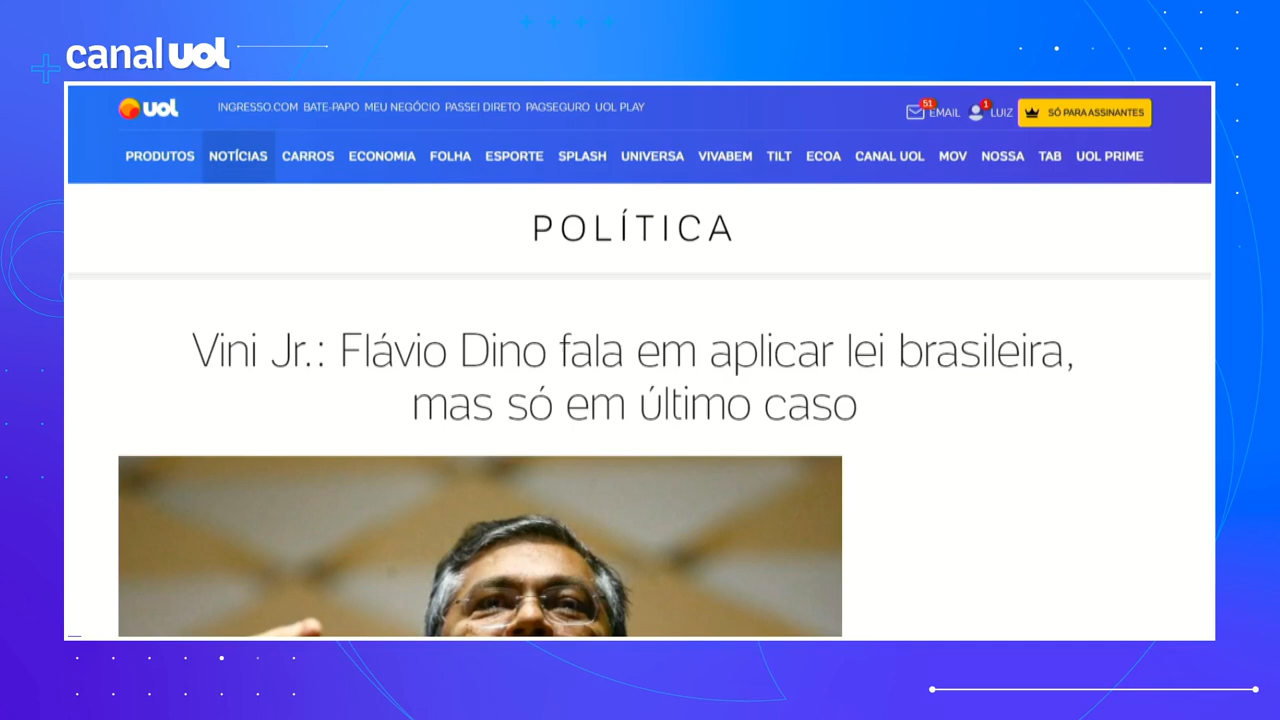 canal uol
uol
INGRESSO.COM BATE-PAPO MEU NEGÓCIO PASSEI DIRETO PAGSEGURO UOL PLAY
51 EMAIL 1 LUIZ SÓ PARA ASSINANTES
PRODUTOS NOTÍCIAS CARROS ECONOMIA FOLHA ESPORTE SPLASH UNIVERSA VIVABEM TILT ECOA CANAL UOL MOV NOSSA TAB UOL PRIME
POLÍTICA
Vini Jr.: Flávio Dino fala em aplicar lei brasileira,
mas só em último caso